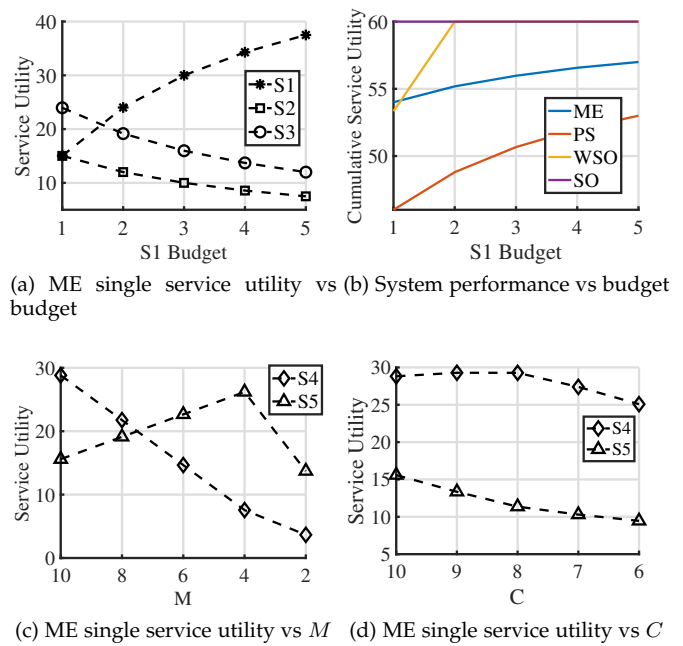 40
30
20
10
1 2 3 4 5
S1 Budget
Service Utility
S1
S2
S3
60
55
50
1 2 3 4 5
S1 Budget
Cumulative Service Utility
ME
PS
WSO
SO
(a) ME single service utility vs
budget
(b) System performance vs budget
30
20
10
0
10 8 6 4 2
M
Service Utility
S4
S5
30
25
20
15
10
5
10 9 8 7 6
C
Service Utility
S4
S5
(c) ME single service utility vs M
(d) ME single service utility vs C